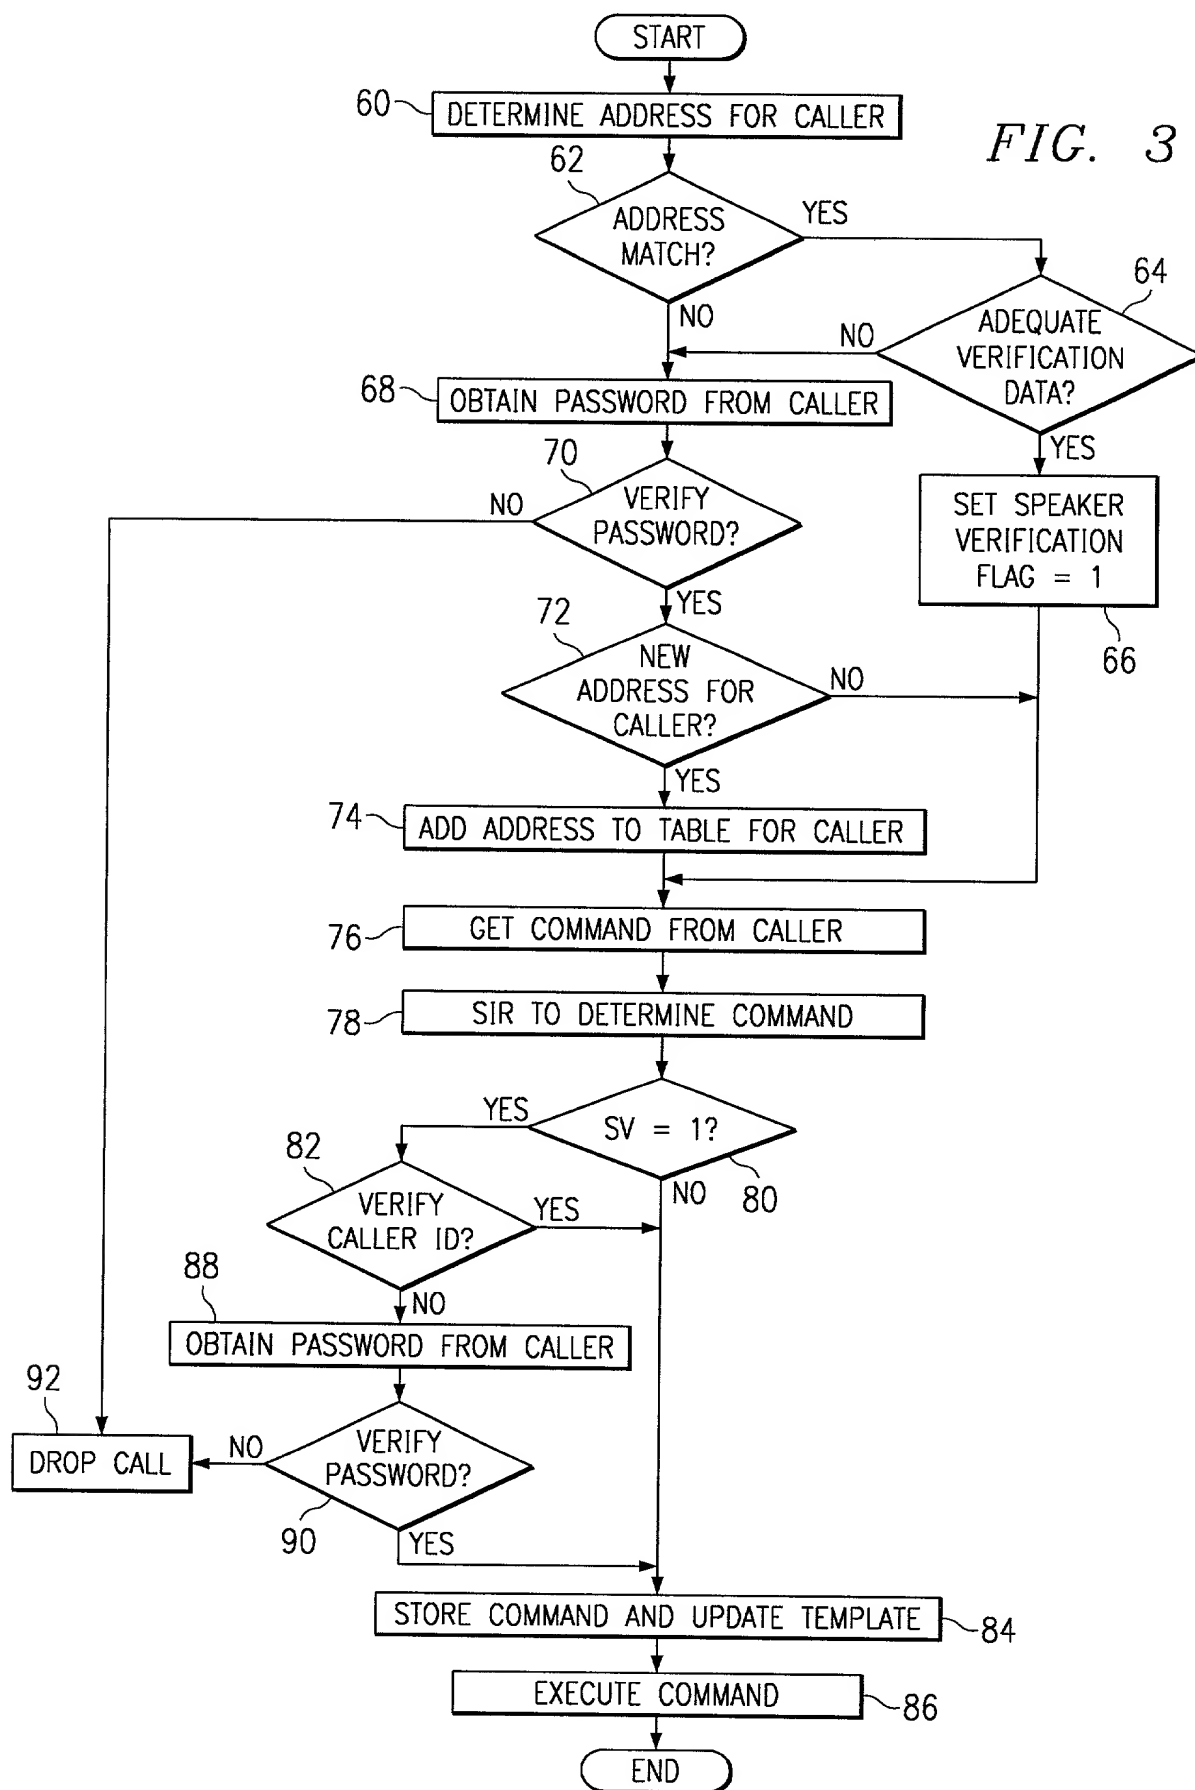 START
60
DETERMINE ADDRESS FOR CALLER
FIG. 3
62
ADDRESS
MATCH?
YES
NO
64
ADEQUATE
VERIFICATION
DATA?
NO
YES
68
OBTAIN PASSWORD FROM CALLER
70
VERIFY
PASSWORD?
NO
YES
SET SPEAKER
VERIFICATION
FLAG = 1
66
72
NEW
ADDRESS FOR
CALLER?
NO
YES
74
ADD ADDRESS TO TABLE FOR CALLER
76
GET COMMAND FROM CALLER
78
SIR TO DETERMINE COMMAND
YES
SV = 1?
80
NO
82
VERIFY
CALLER ID?
YES
NO
88
OBTAIN PASSWORD FROM CALLER
92
DROP CALL
NO
VERIFY
PASSWORD?
90
YES
STORE COMMAND AND UPDATE TEMPLATE
84
EXECUTE COMMAND
86
END